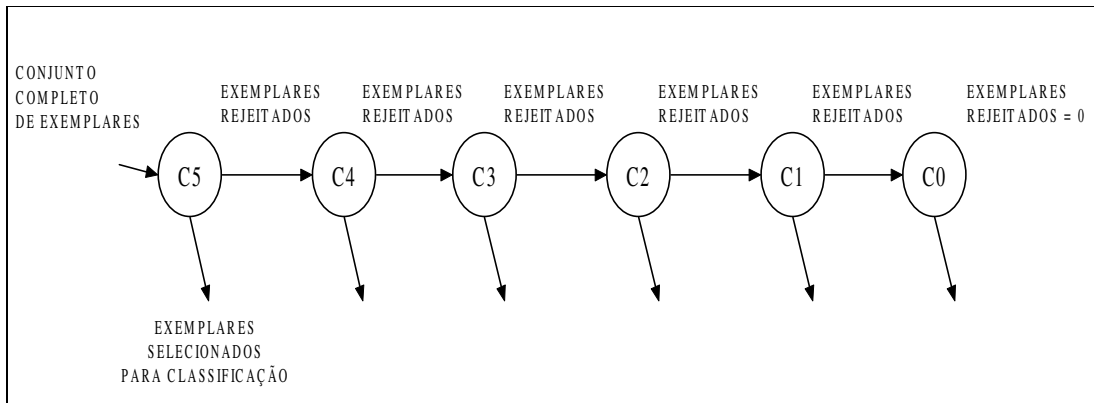 CONJUNTO
COMPLETO
DE EXEMPLARES
EXEMPLARES
REJEITADOS
EXEMPLARES
REJEITADOS
EXEMPLARES
REJEITADOS
EXEMPLARES
REJEITADOS
EXEMPLARES
REJEITADOS
EXEMPLARES
REJEITADOS = 0
C5
C4
C3
C2
C1
C0
EXEMPLARES
SELECIONADOS
PARA CLASSIFICAÇÃO